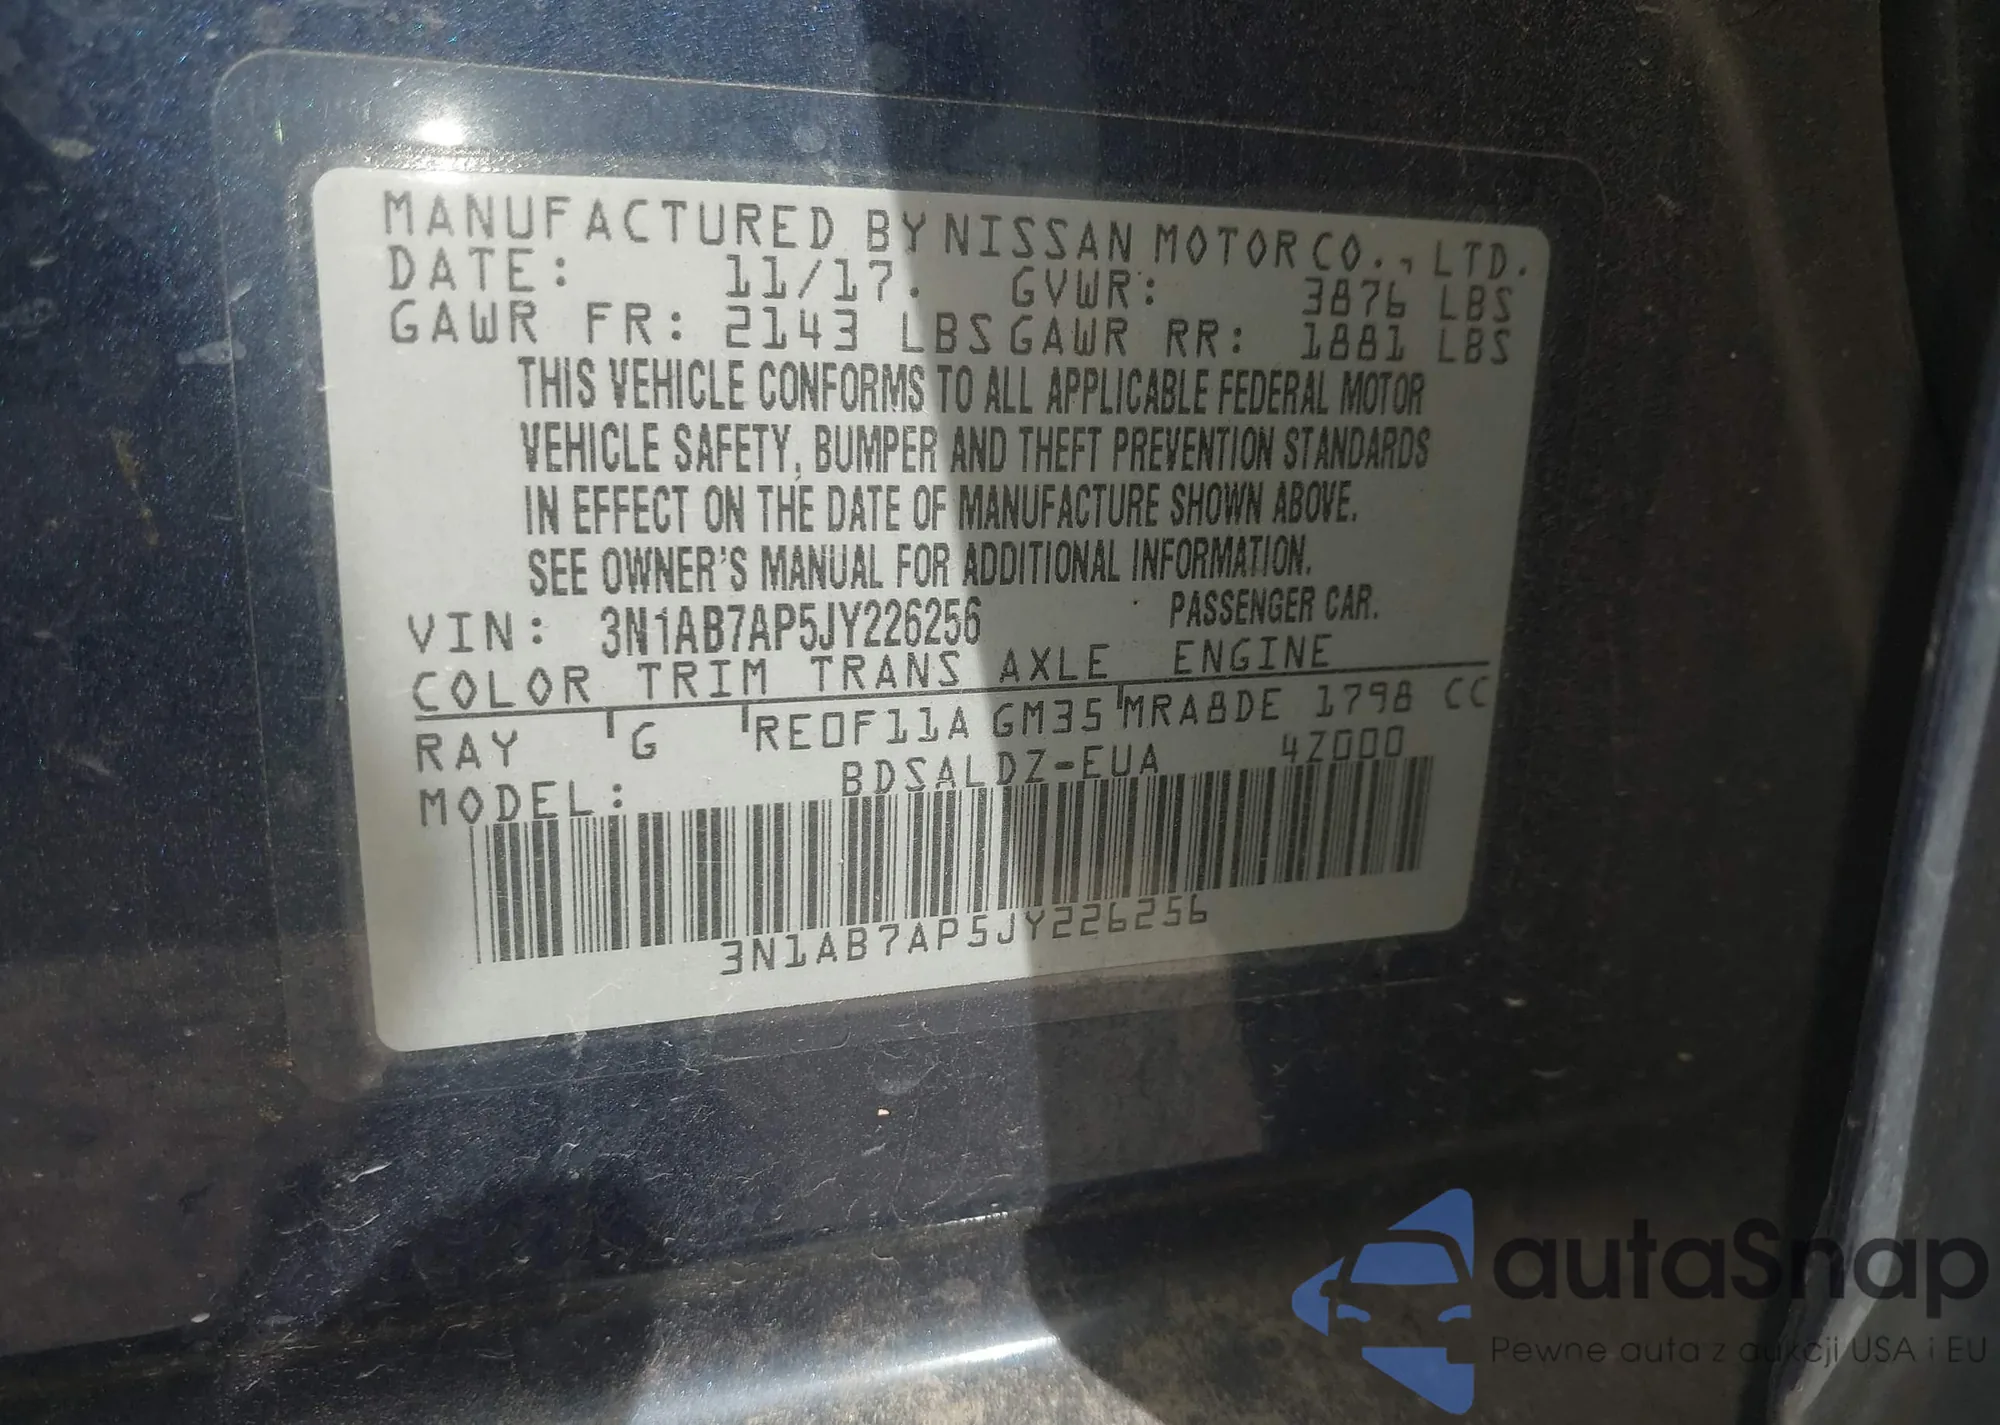 MANUFACTURED BY NISSAN MOTOR CO., LTD.
DATE: 11/17. GVWR: 3876 LBS
GAWR FR: 2143 LBS GAWR RR: 1881 LBS
THIS VEHICLE CONFORMS TO ALL APPLICABLE FEDERAL MOTOR
VEHICLE SAFETY, BUMPER AND THEFT PREVENTION STANDARDS
IN EFFECT ON THE DATE OF MANUFACTURE SHOWN ABOVE.
SEE OWNER'S MANUAL FOR ADDITIONAL INFORMATION.
VIN: 3N1AB7AP5JY226256 PASSENGER CAR.
COLOR TRIM TRANS AXLE ENGINE
RAY G RE0F11A GM35 MRA8DE 1798 CC
MODEL: BDSALDZ-EUA 4Z000
3N1AB7AP5JY226256
autaSnap
Pewne auta z aukcji USA i EU